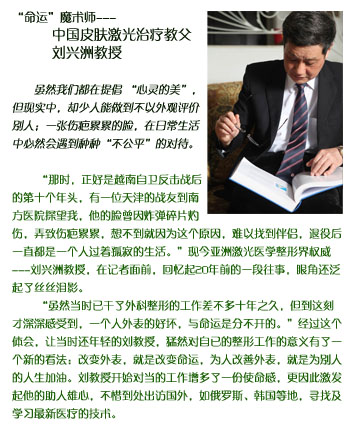 “命运”魔术师---
中国皮肤激光治疗教父
刘兴洲教授
虽然我们都在提倡“心灵的美”，
但现实中，却少人能做到不以外观评价
别人；一张伤疤累累的脸，在日常生活
中必然会遇到种种“不公平”的对待。
“那时，正好是越南自卫反击战后
的第十个年头，有一位天津的战友到南
方医院探望我，他的脸曾因炸弹碎片灼
伤，弄致伤疤累累，想不到就因为这个原因，难以找到伴侣，退役后
一直都是一个人过着孤寂的生活。”现今亚洲激光医学整形界权威
---刘兴洲教授，在记者面前，回忆起20年前的一段往事，眼角还泛
起了丝丝泪影。
“虽然当时已干了外科整形的工作差不多十年之久，但到这刻
才深深感受到，一个人外表的好坏，与命运是分不开的。”经过这个
体会，让当时还年轻的刘教授，猛然对自已的整形工作的意义有了一
个新的看法；改变外表，就是改变命运，为人改善外表，就是为别人
的人生加油。刘教授开始对当的工作增多了一份使命感，更因此激发
起他的助人雄心，不惜到处出访国外，如俄罗斯、韩国等地，寻找及
学习最新医疗的技术。